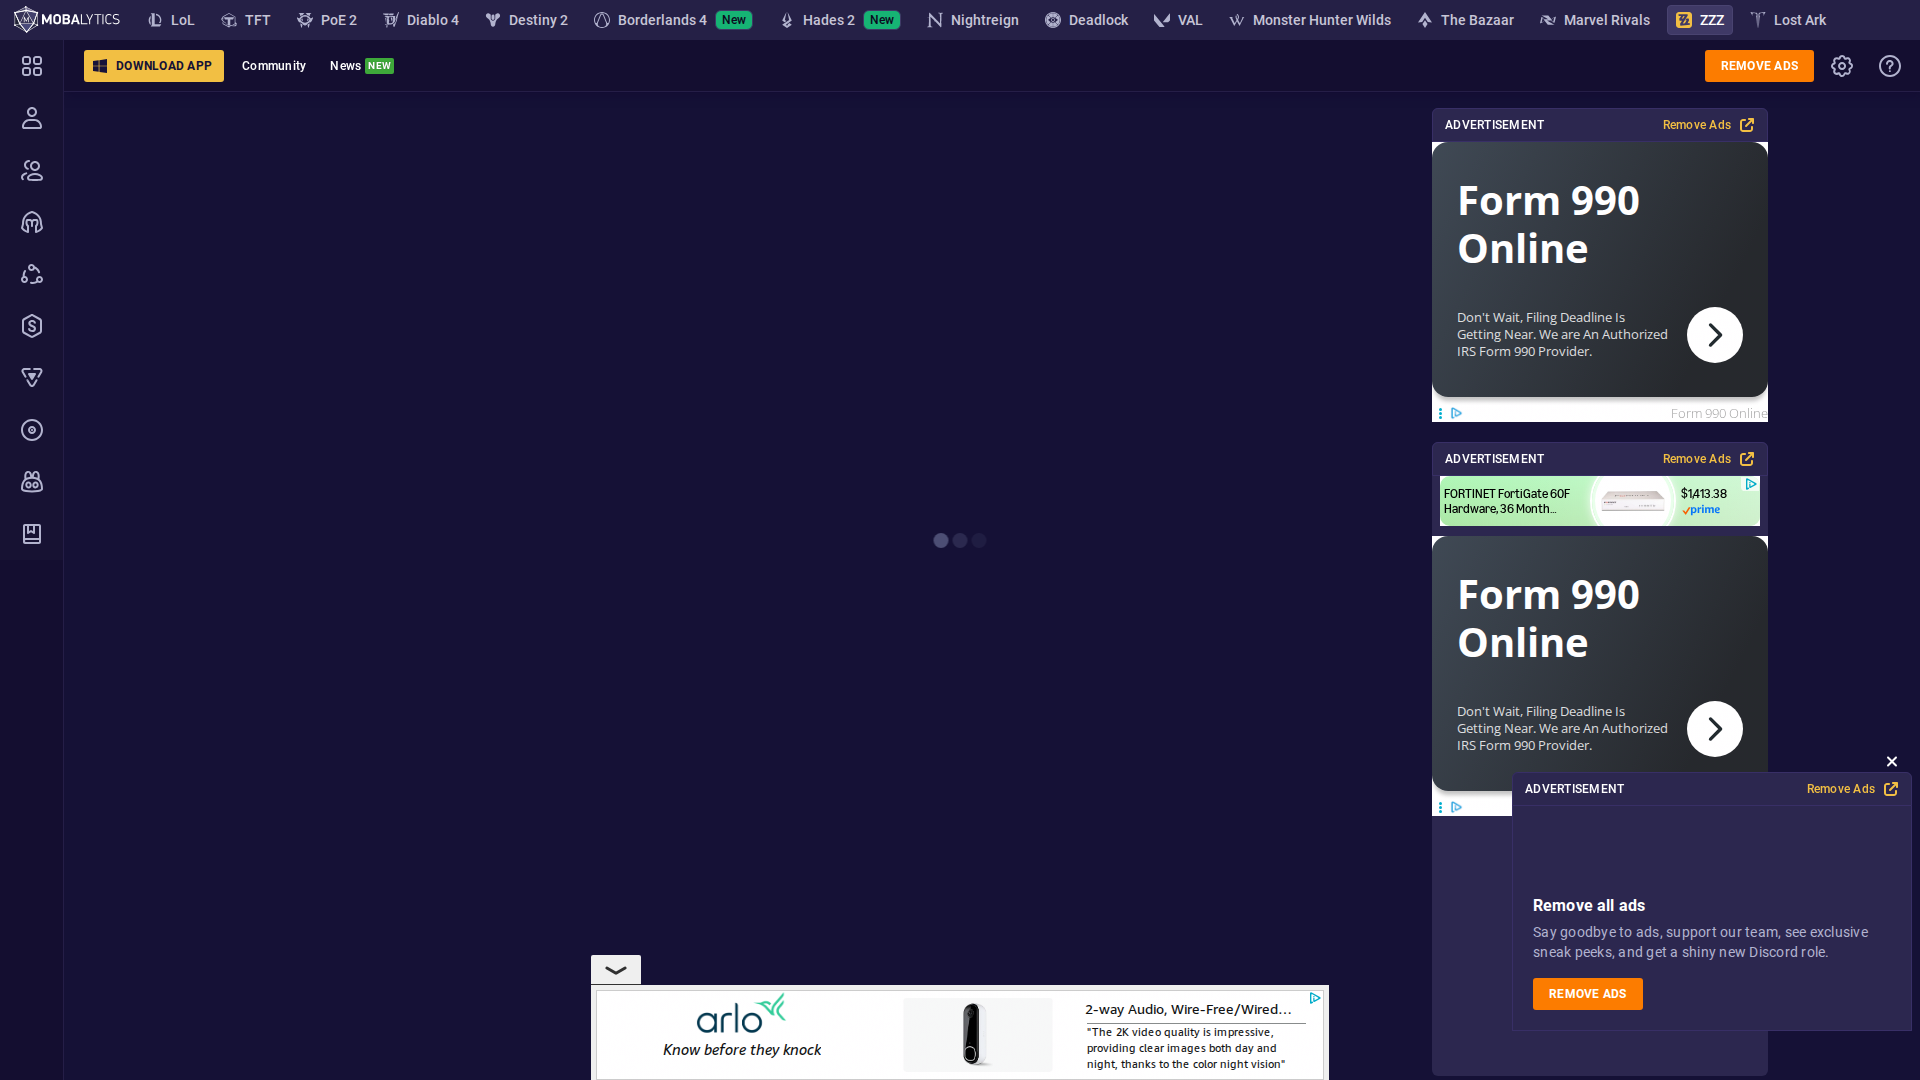 MOBALYTICS
LoL
TFT
PoE 2
Diablo 4
Destiny 2
Borderlands 4 New
Hades 2 New
Nightreign
Deadlock
VAL
Monster Hunter Wilds
The Bazaar
Marvel Rivals
ZZZ
Lost Ark
DOWNLOAD APP
Community
News NEW
REMOVE ADS
ADVERTISEMENT
Remove Ads
Form 990
Online
Don't Wait, Filing Deadline Is
Getting Near. We are An Authorized
IRS Form 990 Provider.
Form 990 Online
ADVERTISEMENT
Remove Ads
FORTINET FortiGate 60F
Hardware, 36 Month...
$1,413.38
prime
Form 990
Online
Don't Wait, Filing Deadline Is
Getting Near. We are An Authorized
IRS Form 990 Provider.
ADVERTISEMENT
Remove Ads
Remove all ads
Say goodbye to ads, support our team, see exclusive
sneak peeks, and get a shiny new Discord role.
REMOVE ADS
arlo
Know before they knock
2-way Audio, Wire-Free/Wired...
"The 2K video quality is impressive,
providing clear images both day and
night, thanks to the color night vision"